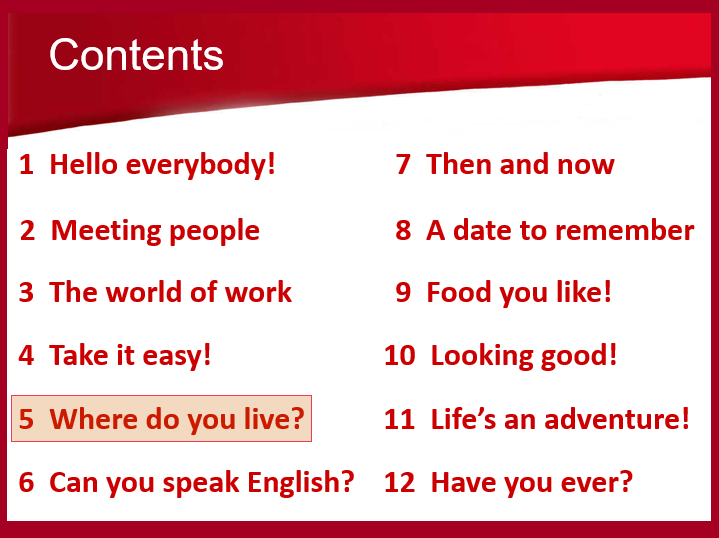 Contents
1 Hello everybody!
2 Meeting people
3 The world of work
4 Take it easy!
5 Where do you live?
6 Can you speak English?
7 Then and now
8 A date to remember
9 Food you like!
10 Looking good!
11 Life’s an adventure!
12 Have you ever?